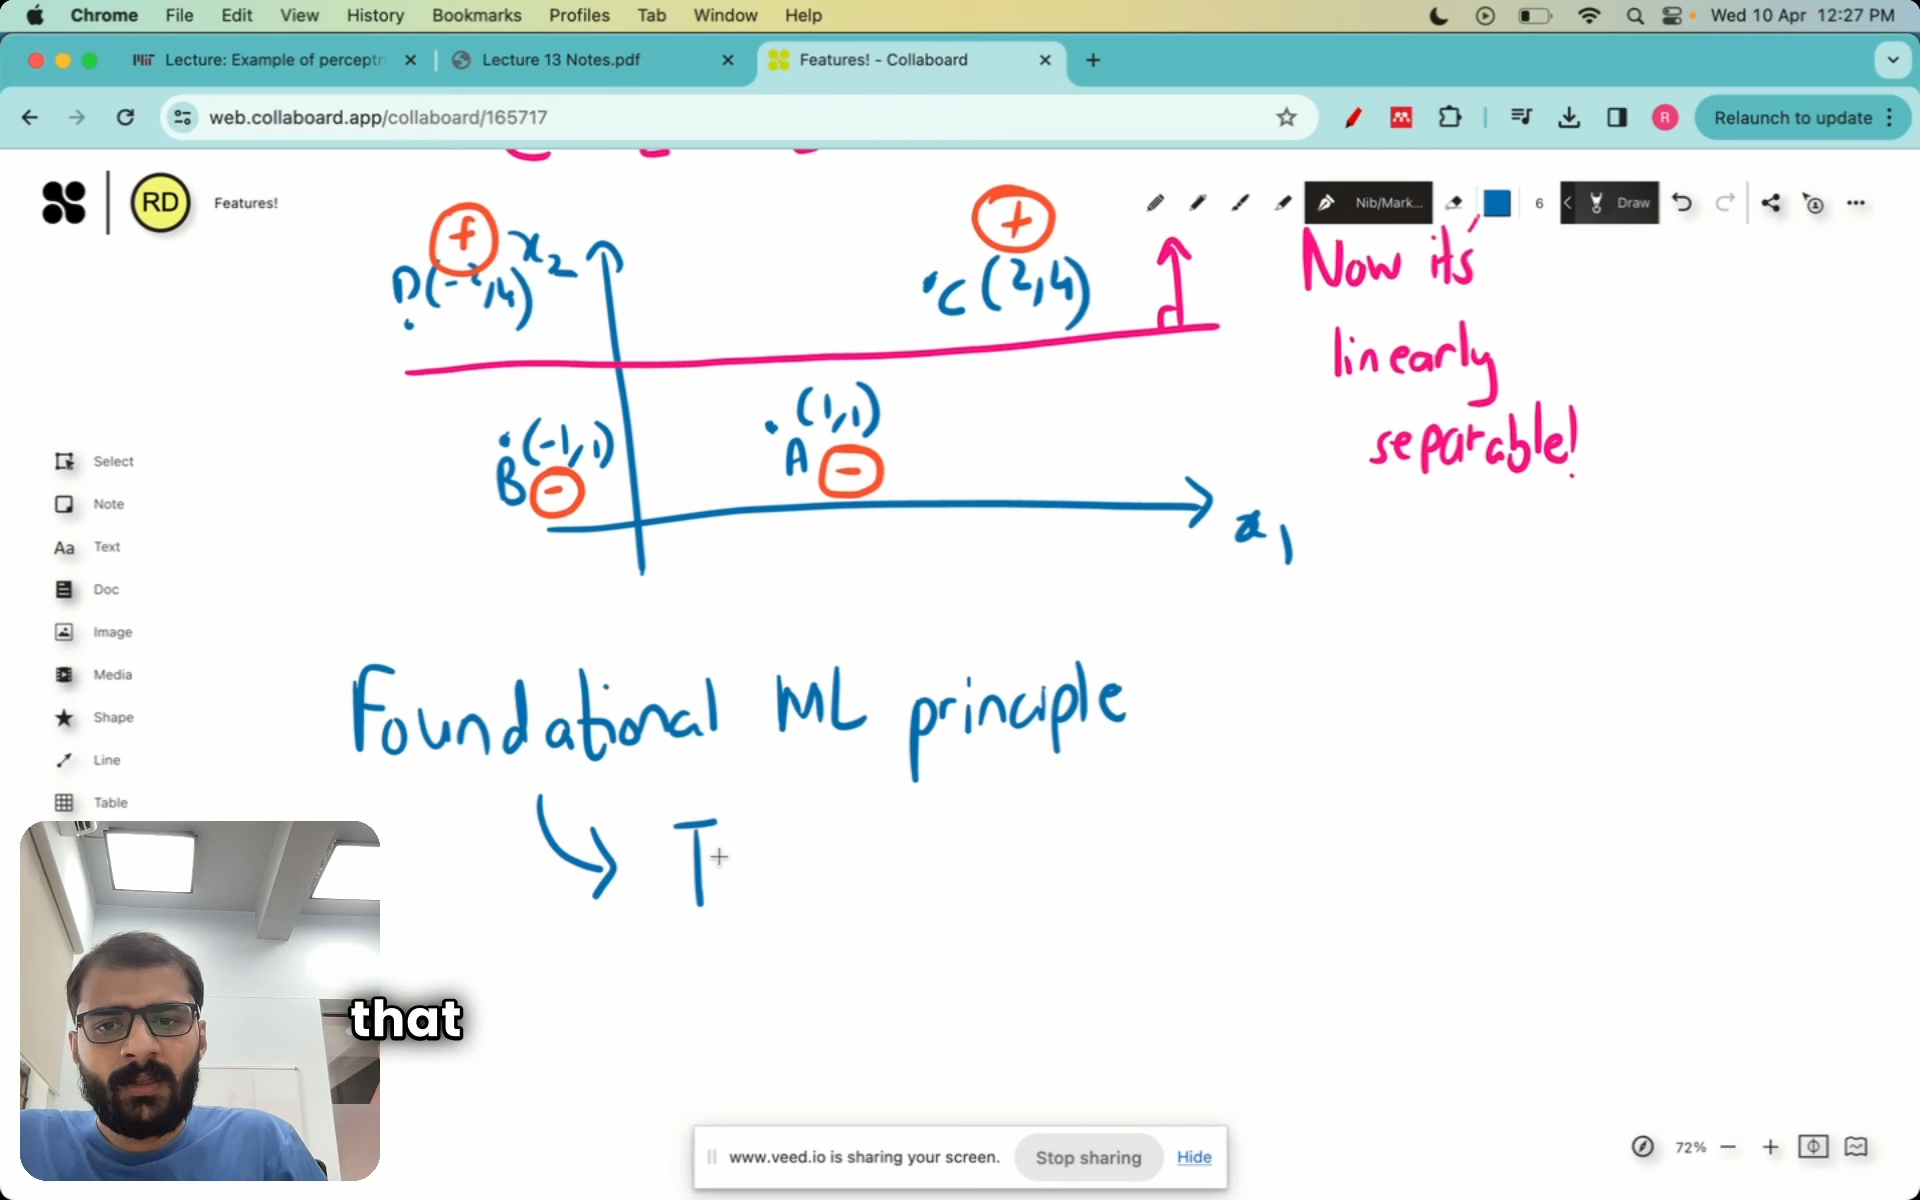 Chrome File Edit View History Bookmarks Profiles Tab Window Help Wed 10 Apr 12:27 PM
Lecture: Example of perceptr Lecture 13 Notes.pdf Features! - Collaboard
web.collaboard.app/collaboard/165717 R Relaunch to update
RD Features! Nib/Mark... 6 Draw
+ x2 +
D(-2,4) C(2,4)
Now it's
linearly
separable!
(-1,1) (1,1)
B - A -
x1
Select
Note
Text
Doc
Image
Media
Shape
Line
Table
Foundational ML principle
T
that
www.veed.io is sharing your screen. Stop sharing Hide
72%